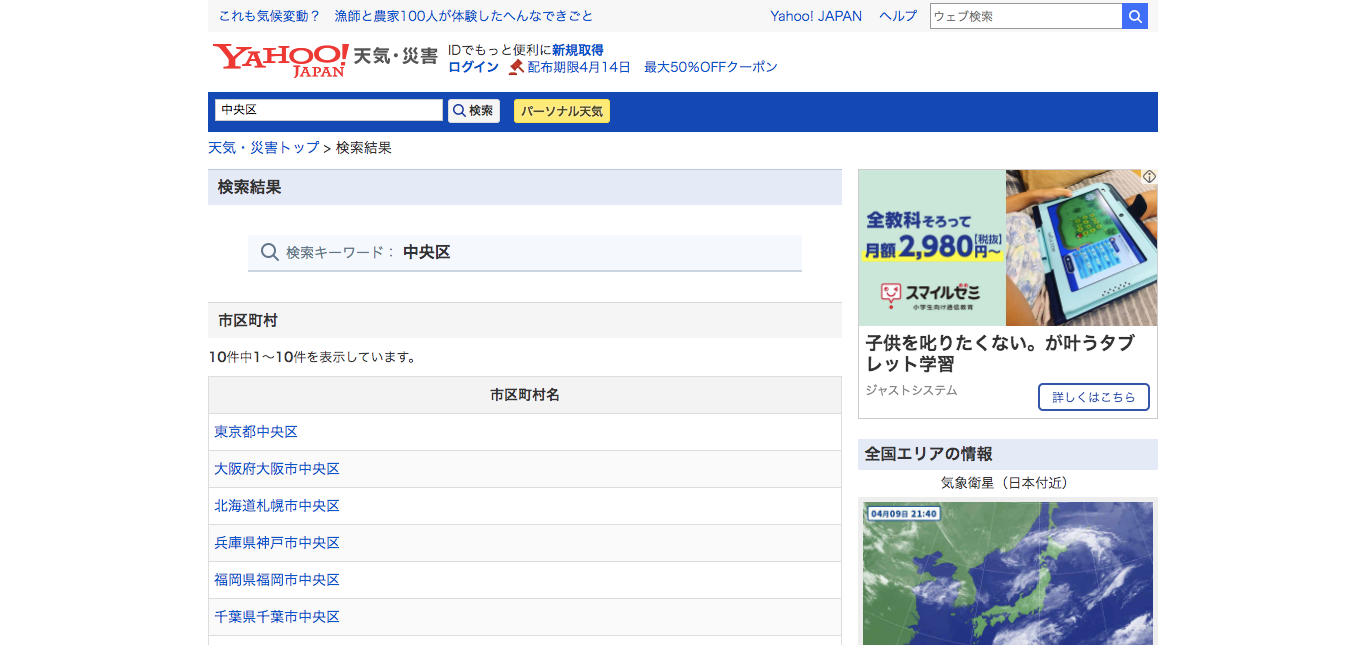 これも気候変動？ 漁師と農家100人が体験したへんなできごと
Yahoo! JAPAN ヘルプ ウェブ検索
YAHOO! JAPAN 天気・災害
IDでもっと便利に新規取得
ログイン 配布期限4月14日 最大50%OFFクーポン
中央区 検索 パーソナル天気
天気・災害トップ > 検索結果
検索結果
検索キーワード： 中央区
市区町村
10件中1～10件を表示しています。
市区町村名
東京都中央区
大阪府大阪市中央区
北海道札幌市中央区
兵庫県神戸市中央区
福岡県福岡市中央区
千葉県千葉市中央区
全教科そろって
月額2,980円～【税抜】
スマイルゼミ
小学生向け通信教育
子供を叱りたくない。が叶うタブ
レット学習
ジャストシステム
詳しくはこちら
全国エリアの情報
気象衛星（日本付近）
04月09日 21:40